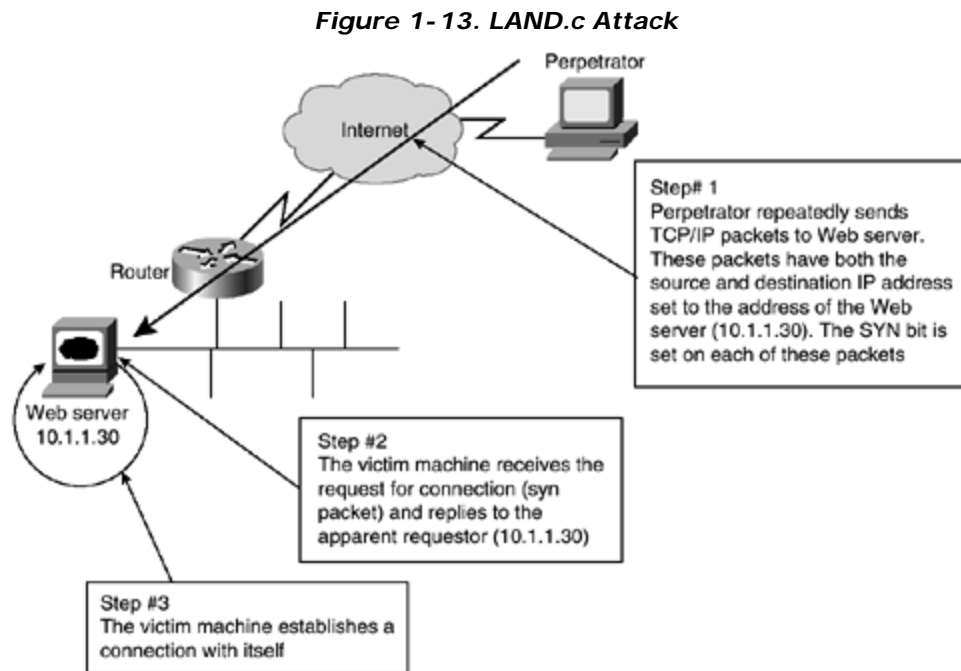 Figure 1-13. LAND.c Attack
Perpetrator
Internet
Step# 1
Perpetrator repeatedly sends
TCP/IP packets to Web server.
These packets have both the
source and destination IP address
set to the address of the Web
server (10.1.1.30). The SYN bit is
set on each of these packets
Router
Web server
10.1.1.30
Step #2
The victim machine receives the
request for connection (syn
packet) and replies to the
apparent requestor (10.1.1.30)
Step #3
The victim machine establishes a
connection with itself